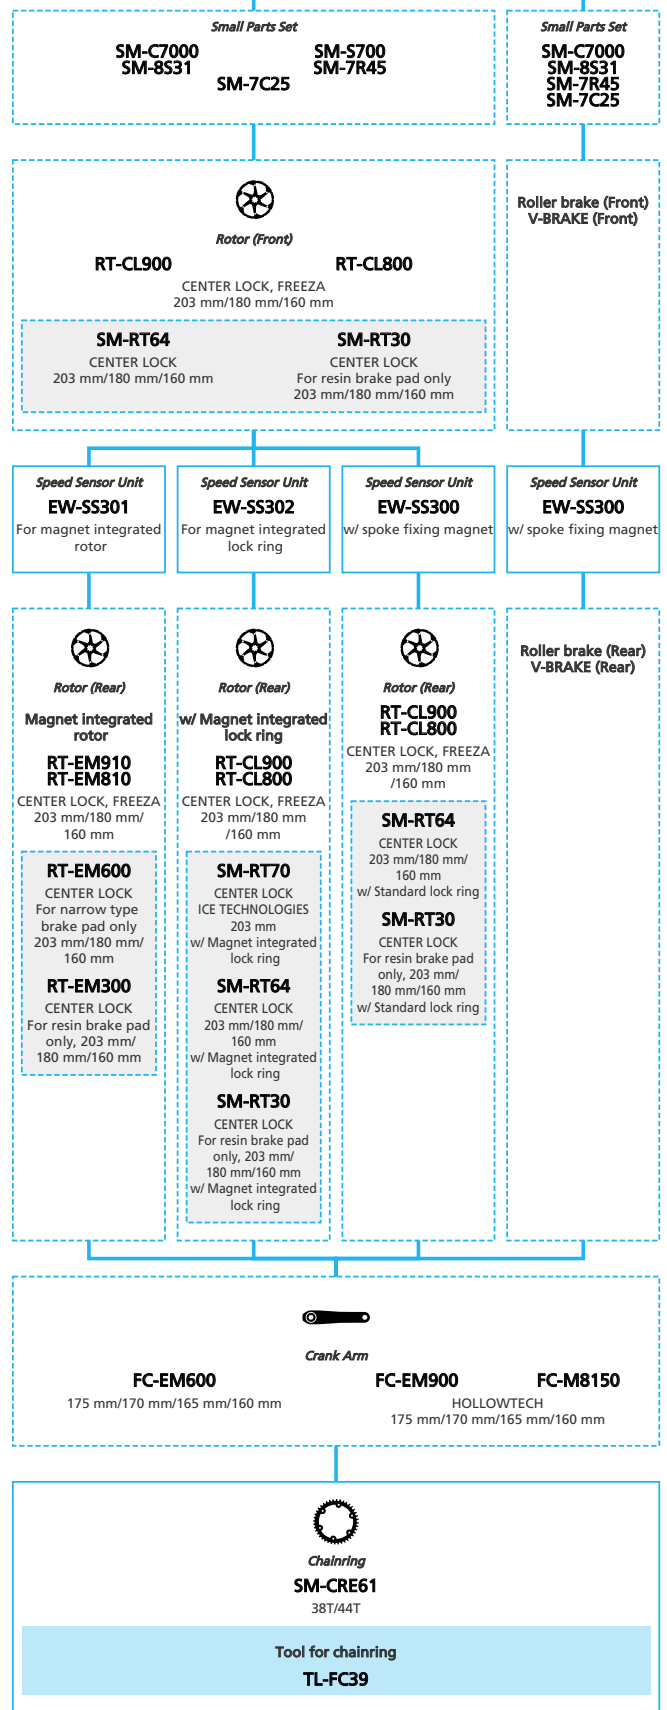 Small Parts Set
SM-C7000
SM-S700
SM-8S31
SM-7R45
SM-7C25
Small Parts Set
SM-C7000
SM-8S31
SM-7R45
SM-7C25
Rotor (Front)
RT-CL900
RT-CL800
CENTER LOCK, FREEZA
203 mm/180 mm/160 mm
SM-RT64
CENTER LOCK
203 mm/180 mm/160 mm
SM-RT30
CENTER LOCK
For resin brake pad only
203 mm/180 mm/160 mm
Roller brake (Front)
V-BRAKE (Front)
Speed Sensor Unit
EW-SS301
For magnet integrated
rotor
Speed Sensor Unit
EW-SS302
For magnet integrated
lock ring
Speed Sensor Unit
EW-SS300
w/ spoke fixing magnet
Speed Sensor Unit
EW-SS300
w/ spoke fixing magnet
Rotor (Rear)
Magnet integrated
rotor
RT-EM910
RT-EM810
CENTER LOCK, FREEZA
203 mm/180 mm/
160 mm
RT-EM600
CENTER LOCK
For narrow type
brake pad only
203 mm/180 mm/
160 mm
RT-EM300
CENTER LOCK
For resin brake pad
only, 203 mm/
180 mm/160 mm
Rotor (Rear)
w/ Magnet integrated
lock ring
RT-CL900
RT-CL800
CENTER LOCK, FREEZA
203 mm/180 mm
/160 mm
SM-RT70
CENTER LOCK
ICE TECHNOLOGIES
203 mm
w/ Magnet integrated
lock ring
SM-RT64
CENTER LOCK
203 mm/180 mm/
160 mm
w/ Magnet integrated
lock ring
SM-RT30
CENTER LOCK
For resin brake pad
only, 203 mm/
180 mm/160 mm
w/ Magnet integrated
lock ring
Rotor (Rear)
RT-CL900
RT-CL800
CENTER LOCK, FREEZA
203 mm/180 mm
/160 mm
SM-RT64
CENTER LOCK
203 mm/180 mm/
160 mm
w/ Standard lock ring
SM-RT30
CENTER LOCK
For resin brake pad
only, 203 mm/
180 mm/160 mm
w/ Standard lock ring
Roller brake (Rear)
V-BRAKE (Rear)
Crank Arm
FC-EM600
175 mm/170 mm/165 mm/160 mm
FC-EM900
FC-M8150
HOLLOWTECH
175 mm/170 mm/165 mm/160 mm
Chainring
SM-CRE61
38T/44T
Tool for chainring
TL-FC39